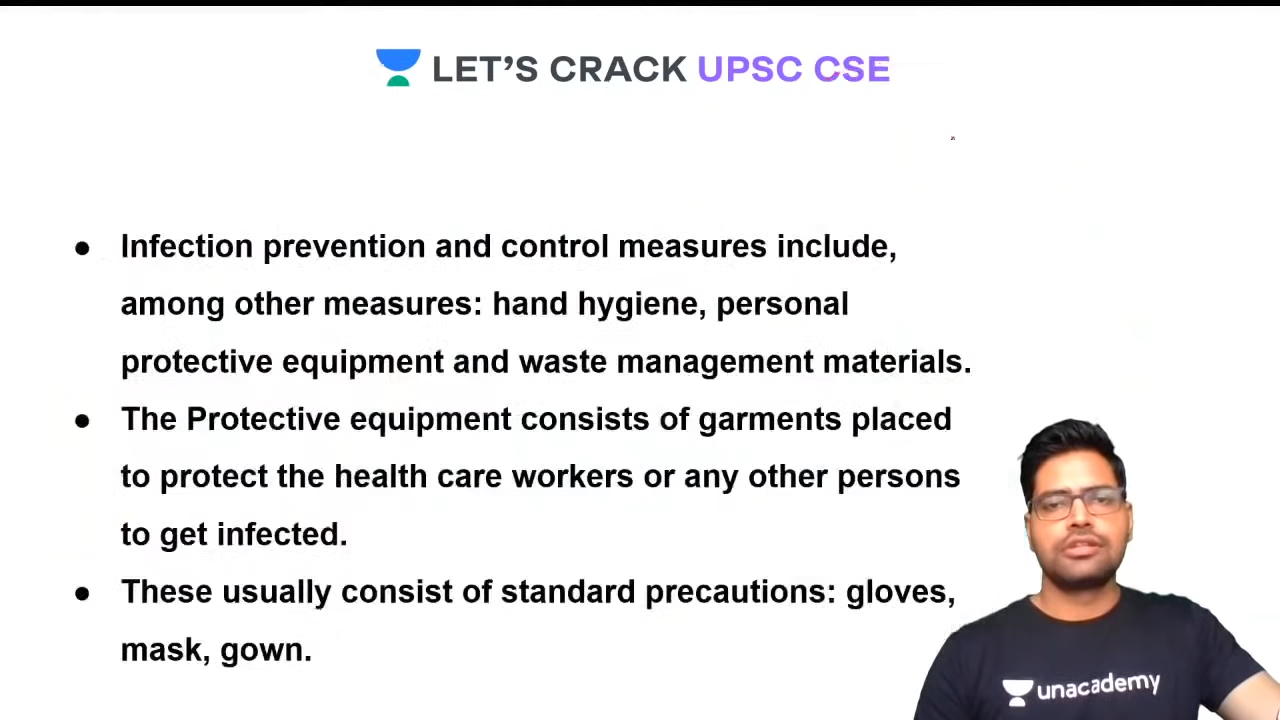 LET'S CRACK UPSC CSE
● Infection prevention and control measures include,
among other measures: hand hygiene, personal
protective equipment and waste management materials.
● The Protective equipment consists of garments placed
to protect the health care workers or any other persons
to get infected.
● These usually consist of standard precautions: gloves,
mask, gown.
unacademy